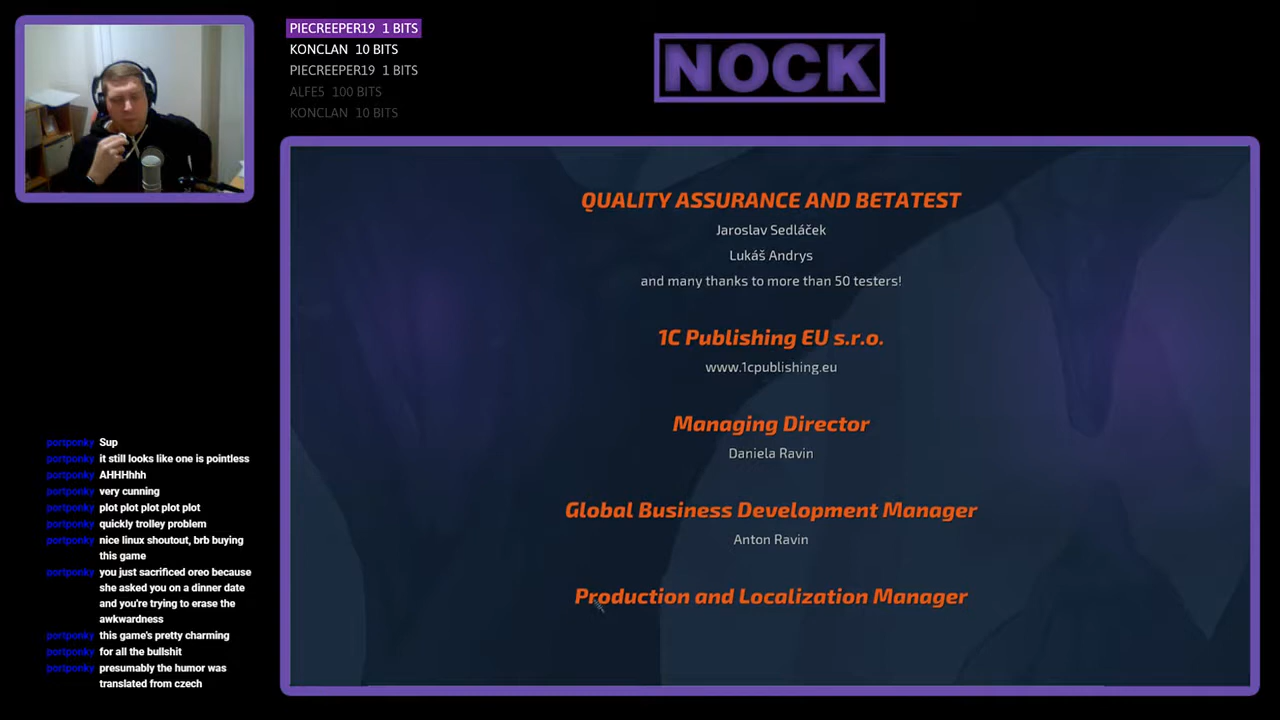 PIECREEPER19 1 BITS
KONCLAN 10 BITS
PIECREEPER19 1 BITS
ALFE5 100 BITS
KONCLAN 10 BITS
NOCK
QUALITY ASSURANCE AND BETATEST
Jaroslav Sedláček
Lukáš Andrys
and many thanks to more than 50 testers!
1C Publishing EU s.r.o.
www.1cpublishing.eu
Managing Director
Daniela Ravin
Global Business Development Manager
Anton Ravin
Production and Localization Manager
portponky Sup
portponky it still looks like one is pointless
portponky AHHHhhh
portponky very cunning
portponky plot plot plot plot plot
portponky quickly trolley problem
portponky nice linux shoutout, brb buying
this game
portponky you just sacrificed oreo because
she asked you on a dinner date
and you're trying to erase the
awkwardness
portponky this game's pretty charming
portponky for all the bullshit
portponky presumably the humor was
translated from czech